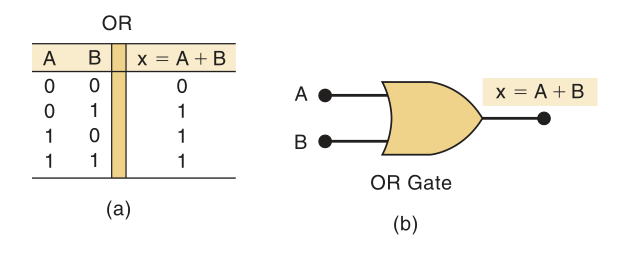 OR
A B x = A + B
0 0 0
0 1 1
1 0 1
1 1 1
(a)
A
B
x = A + B
OR Gate
(b)